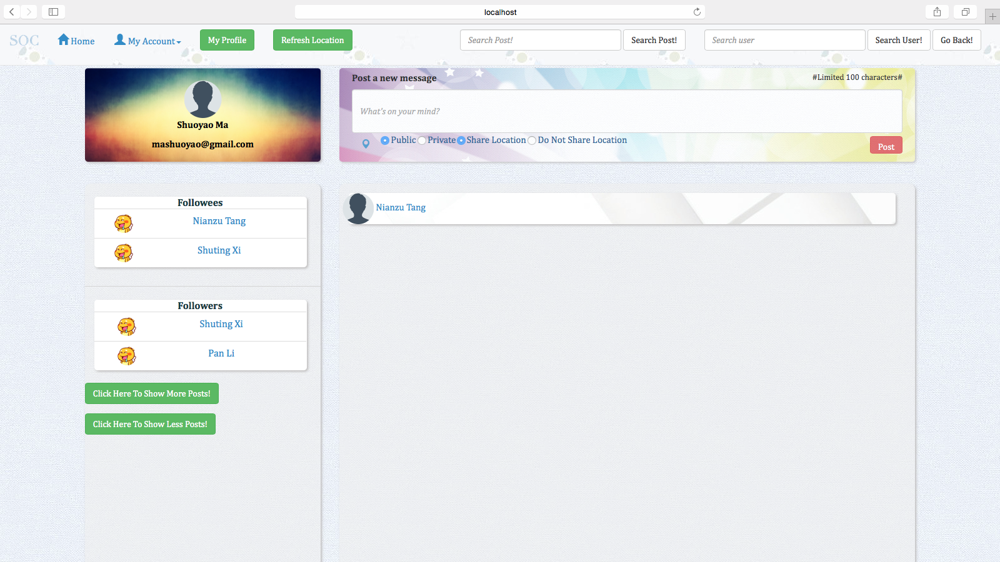 localhost
SOC Home My Account My Profile Refresh Location Search Post! Search Post! Search user Search User! Go Back!
Shuoyao Ma
mashuoyao@gmail.com
Post a new message #Limited 100 characters#
What's on your mind?
Public Private Share Location Do Not Share Location
Post
Followees
Nianzu Tang
Shuting Xi
Followers
Shuting Xi
Pan Li
Click Here To Show More Posts!
Click Here To Show Less Posts!
Nianzu Tang